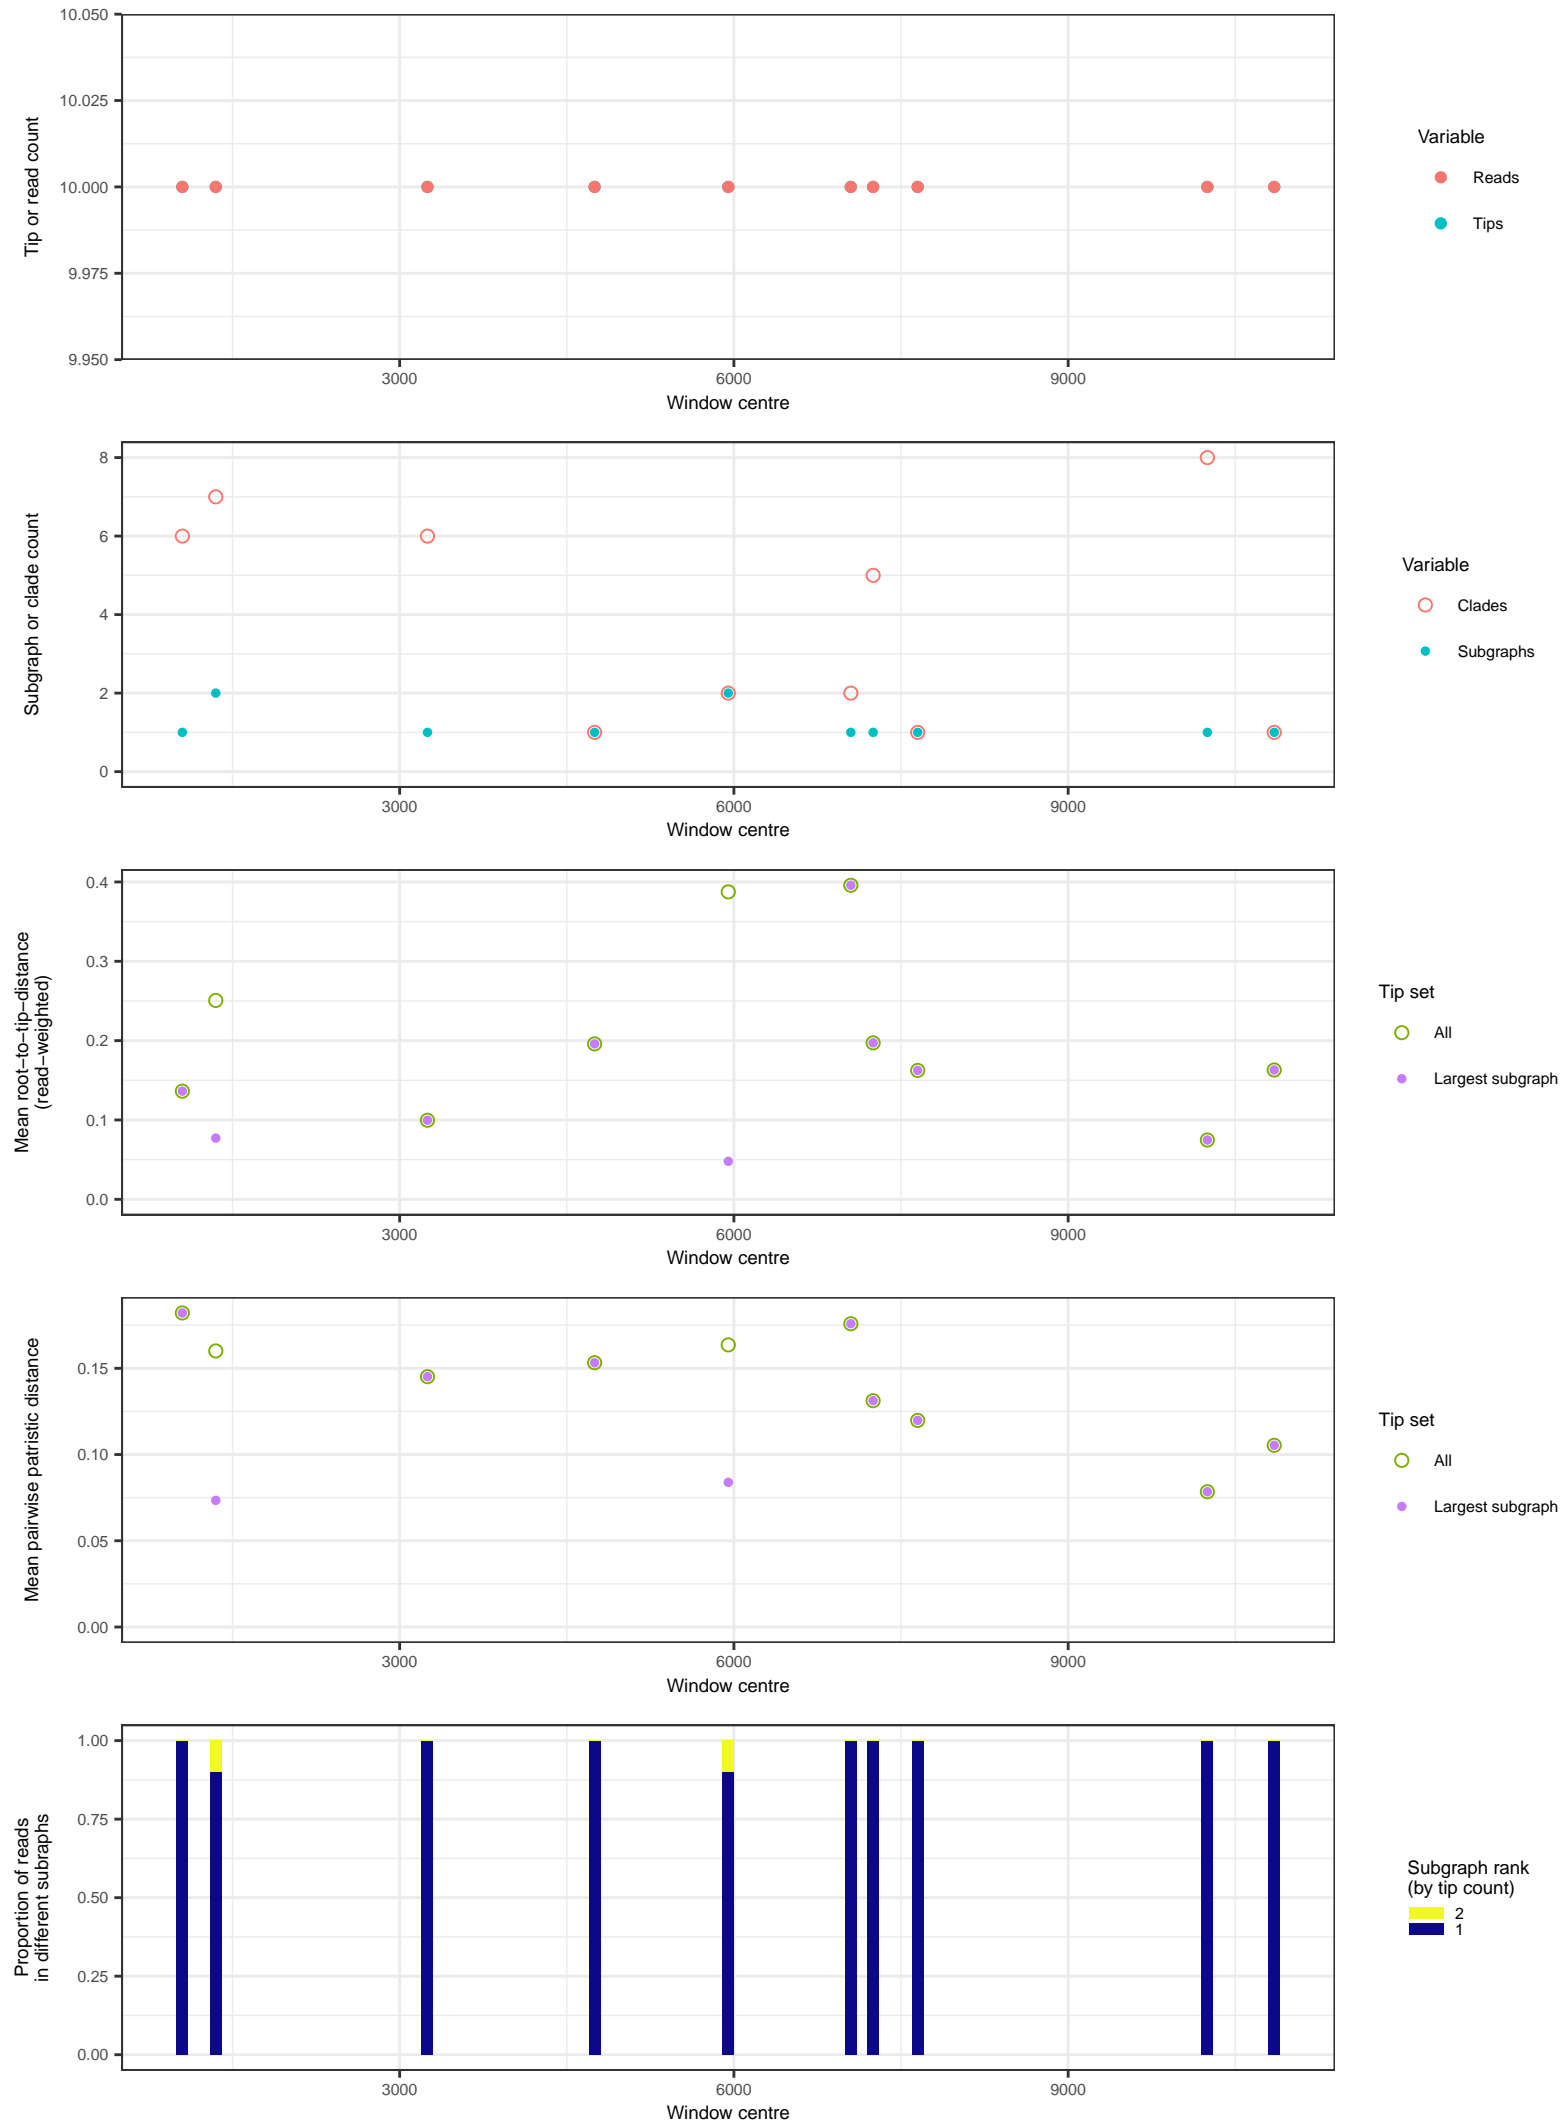 10.050
10.025
10.000
9.975
9.950
Tip or read count
3000
6000
9000
Window centre
Variable
Reads
Tips
8
6
4
2
0
Subgraph or clade count
3000
6000
9000
Window centre
Variable
Clades
Subgraphs
0.4
0.3
0.2
0.1
0.0
Mean root−to−tip−distance
(read−weighted)
3000
6000
9000
Window centre
Tip set
All
Largest subgraph
0.15
0.10
0.05
0.00
Mean pairwise patristic distance
3000
6000
9000
Window centre
Tip set
All
Largest subgraph
1.00
0.75
0.50
0.25
0.00
Proportion of reads
in different subraphs
3000
6000
9000
Window centre
Subgraph rank
(by tip count)
2
1